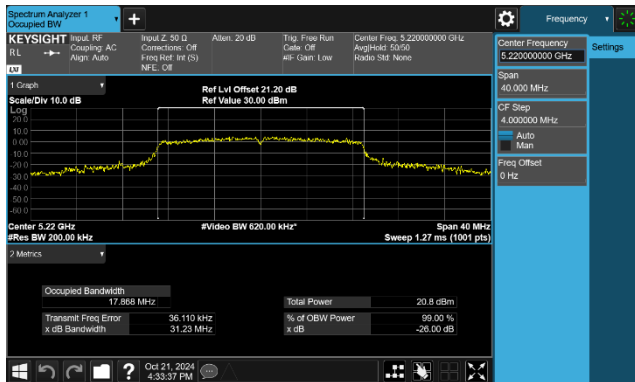 Spectrum Analyzer 1
Occupied BW
+
Frequency
KEYSIGHT
RL
LXI
Input: RF
Coupling: AC
Align: Auto
Input Z: 50 Ω
Corrections: Off
Freq Ref: Int (S)
NFE: Off
Atten: 20 dB
Trig: Free Run
Gate: Off
#IF Gain: Low
Center Freq: 5.220000000 GHz
Avg|Hold: 50/50
Radio Std: None
Center Frequency
5.220000000 GHz
Settings
Span
40.000 MHz
CF Step
4.000000 MHz
Auto
Man
Freq Offset
0 Hz
1 Graph
Scale/Div 10.0 dB
Ref Lvl Offset 21.20 dB
Ref Value 30.00 dBm
Log
20.0
10.0
0.00
-10.0
-20.0
-30.0
-40.0
-50.0
-60.0
Center 5.22 GHz
#Video BW 620.00 kHz*
Span 40 MHz
#Res BW 200.00 kHz
Sweep 1.27 ms (1001 pts)
2 Metrics
Occupied Bandwidth
17.868 MHz
Total Power 20.8 dBm
Transmit Freq Error 36.110 kHz
% of OBW Power 99.00 %
x dB Bandwidth 31.23 MHz
x dB -26.00 dB
?
Oct 21, 2024
4:33:37 PM